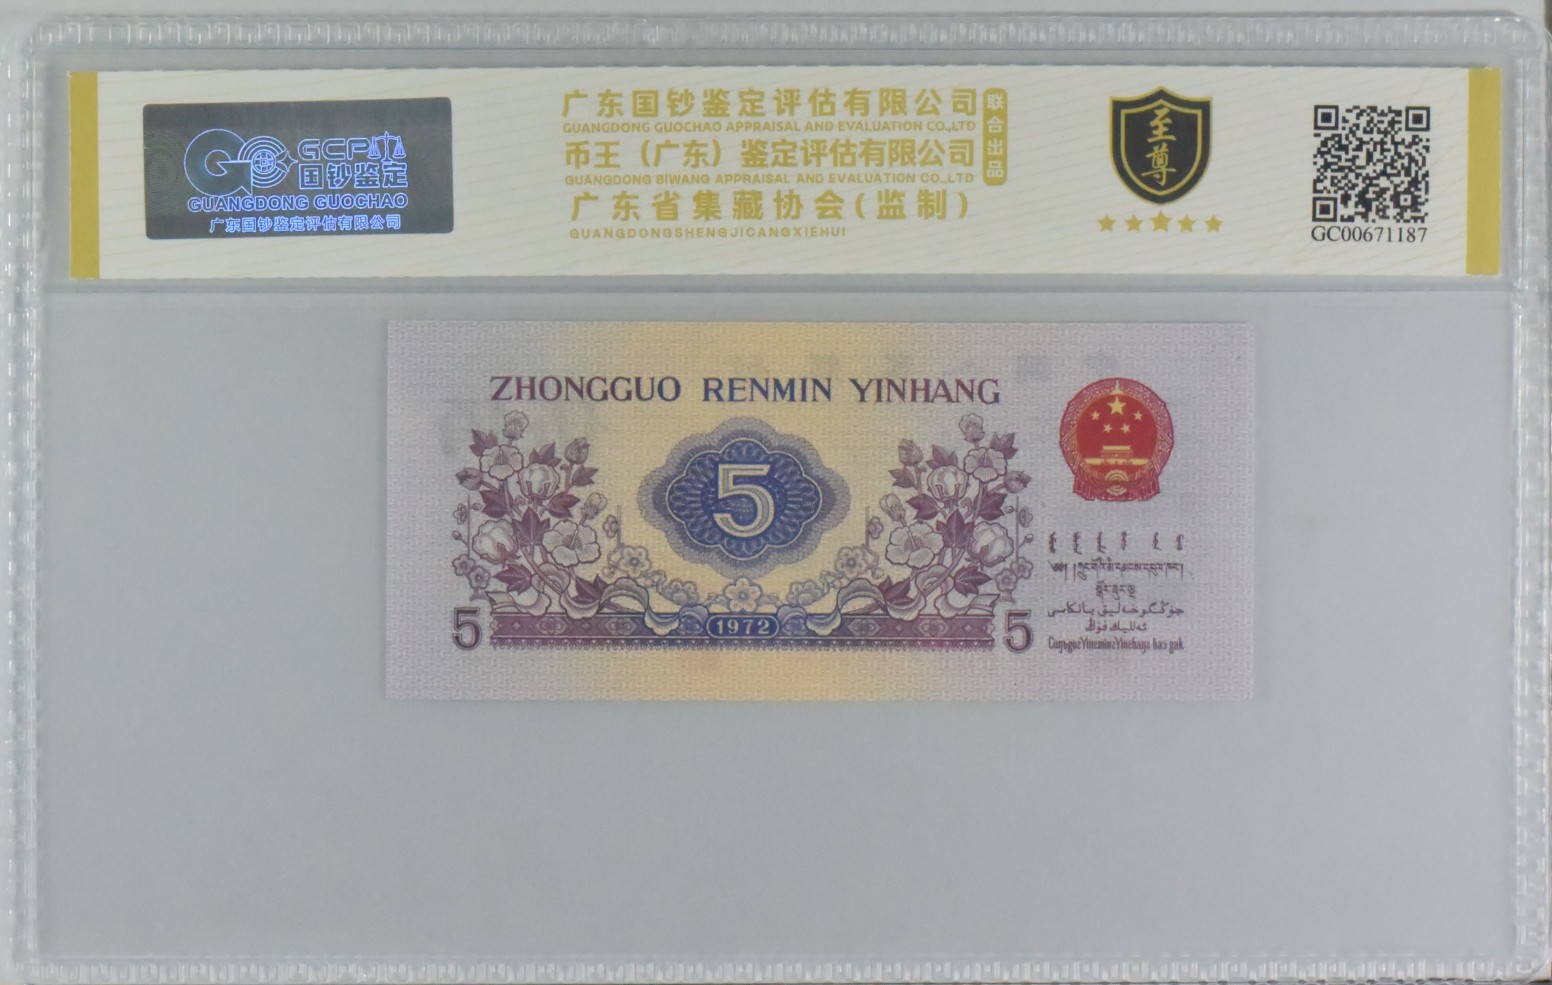 GCP
国钞鉴定
GUANGDONG GUOCHAO
广东国钞鉴定评估有限公司
广东国钞鉴定评估有限公司
GUANGDONG GUOCHAO APPRAISAL AND EVALUATION CO.,LTD
币王（广东）鉴定评估有限公司
GUANGDONG BIWANG APPRAISAL AND EVALUATION CO.,LTD
广东省集藏协会(监制)
GUANGDONGSHENGJICANGXIEHUI
联合出品
至尊
GC00671187
ZHONGGUO RENMIN YINHANG
5
5
1972
5
جۇڭگو خەلىق بانكاسى